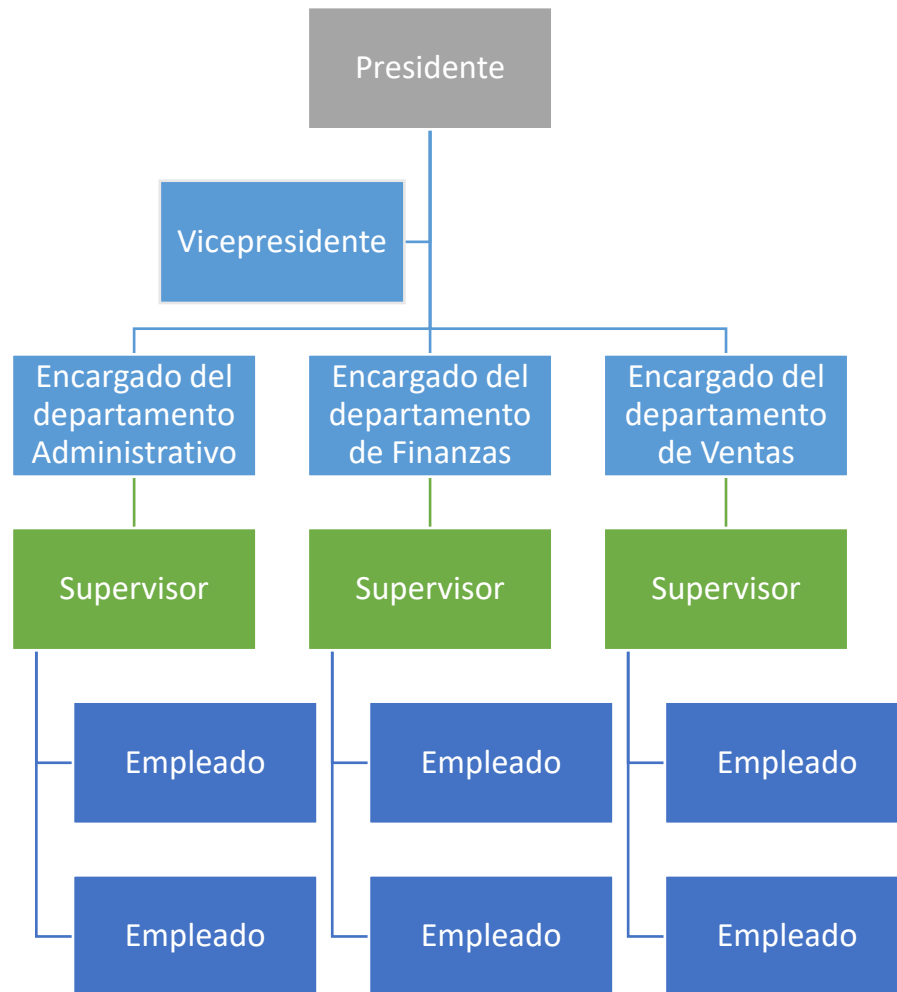 Presidente
Vicepresidente
Encargado del
departamento
Administrativo
Encargado del
departamento
de Finanzas
Encargado del
departamento
de Ventas
Supervisor
Supervisor
Supervisor
Empleado
Empleado
Empleado
Empleado
Empleado
Empleado